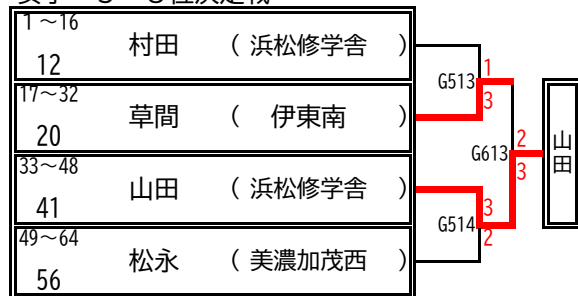 1～16
12 村田 （ 浜松修学舎 ）
17～32
20 草間 （ 伊東南 ）
33～48
41 山田 （ 浜松修学舎 ）
49～64
56 松永 （ 美濃加茂西 ）
G513
1
3
G514
3
2
G613
2
3
山田